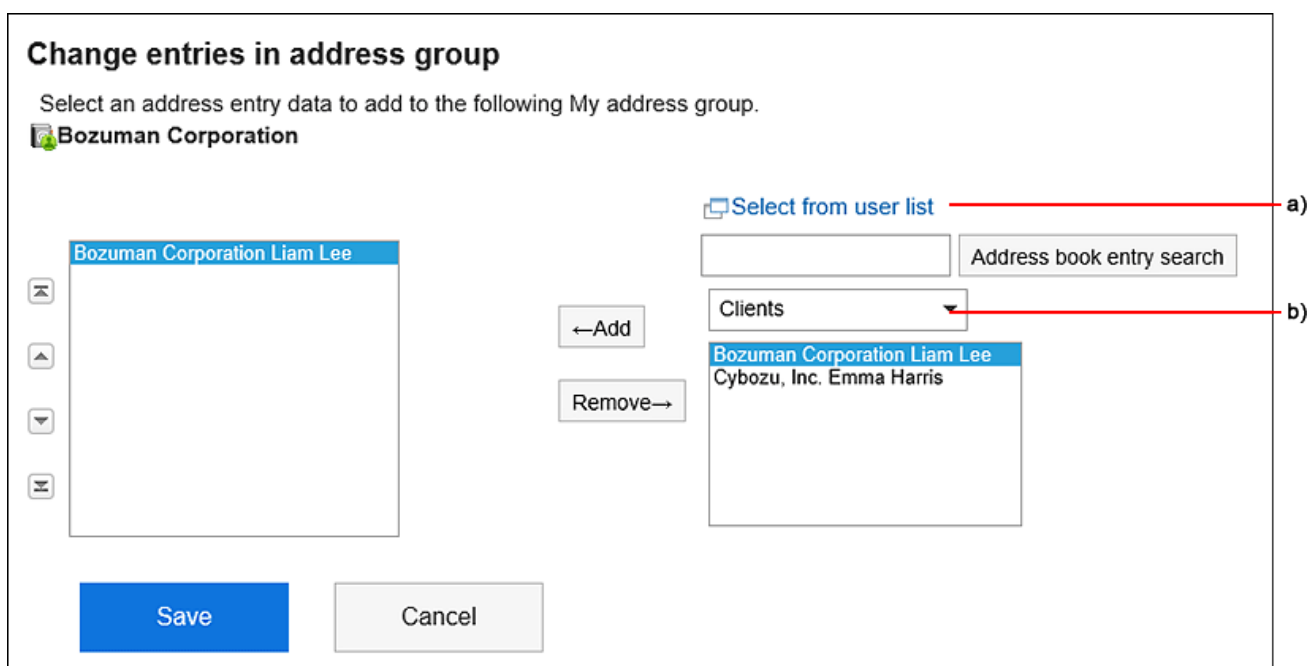 Change entries in address group
Select an address entry data to add to the following My address group.
Bozuman Corporation
Select from user list
a)
Bozuman Corporation Liam Lee
Address book entry search
Clients
b)
←Add
Bozuman Corporation Liam Lee
Cybozu, Inc. Emma Harris
Remove→
Save
Cancel